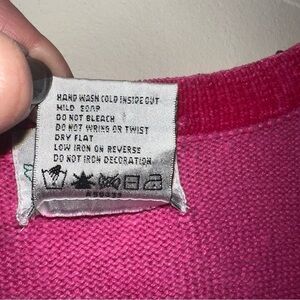 HAND WASH COLD INSIDE OUT
MILD SOAP
DO NOT BLEACH
DO NOT WRING OR TWIST
DRY FLAT
LOW IRON ON REVERSE
DO NOT IRON DECORATION